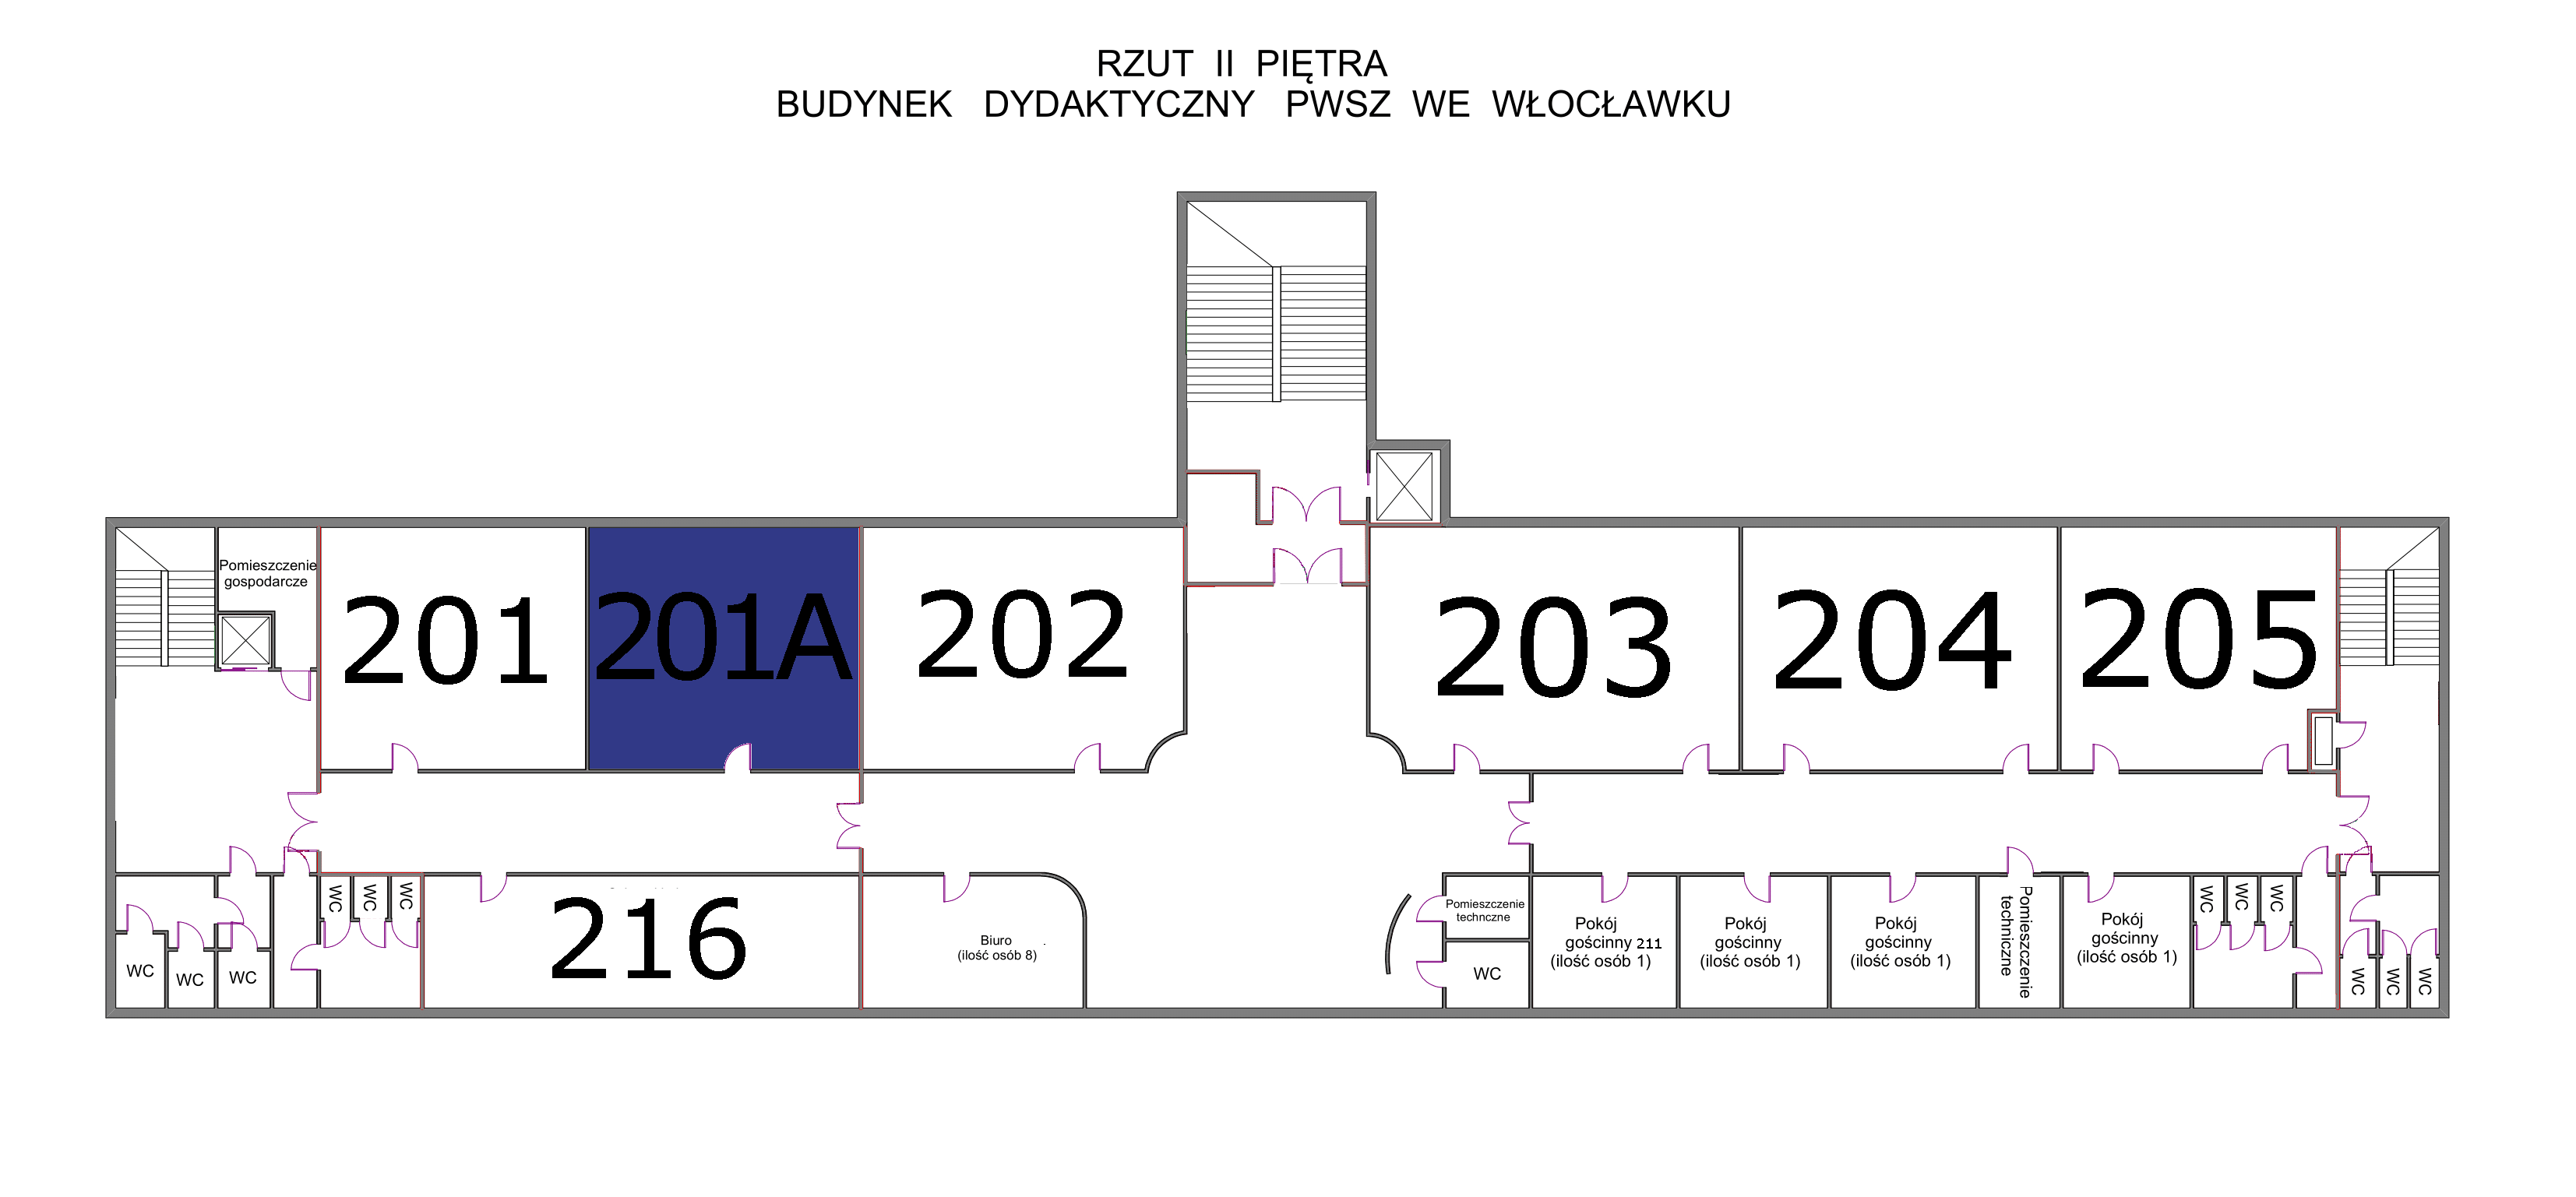 RZUT II PIĘTRA
BUDYNEK DYDAKTYCZNY PWSZ WE WŁOCŁAWKU
Pomieszczenie
gospodarcze
201
201A
202
203
204
205
WC
WC
WC
WC
WC
WC
216
Biuro
(ilość osób 8)
Pomieszczenie
technczne
WC
Pokój
gościnny 211
(ilość osób 1)
Pokój
gościnny
(ilość osób 1)
Pokój
gościnny
(ilość osób 1)
Pomieszczenie
techniczne
Pokój
gościnny
(ilość osób 1)
WC
WC
WC
WC
WC
WC